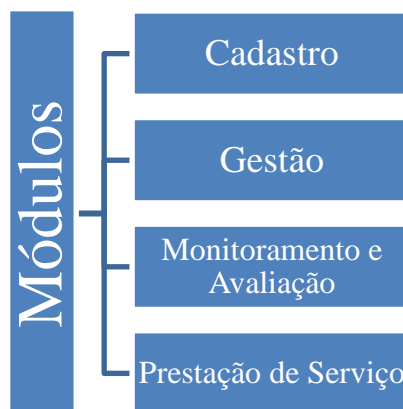 Módulos
Cadastro
Gestão
Monitoramento e
Avaliação
Prestação de Serviço